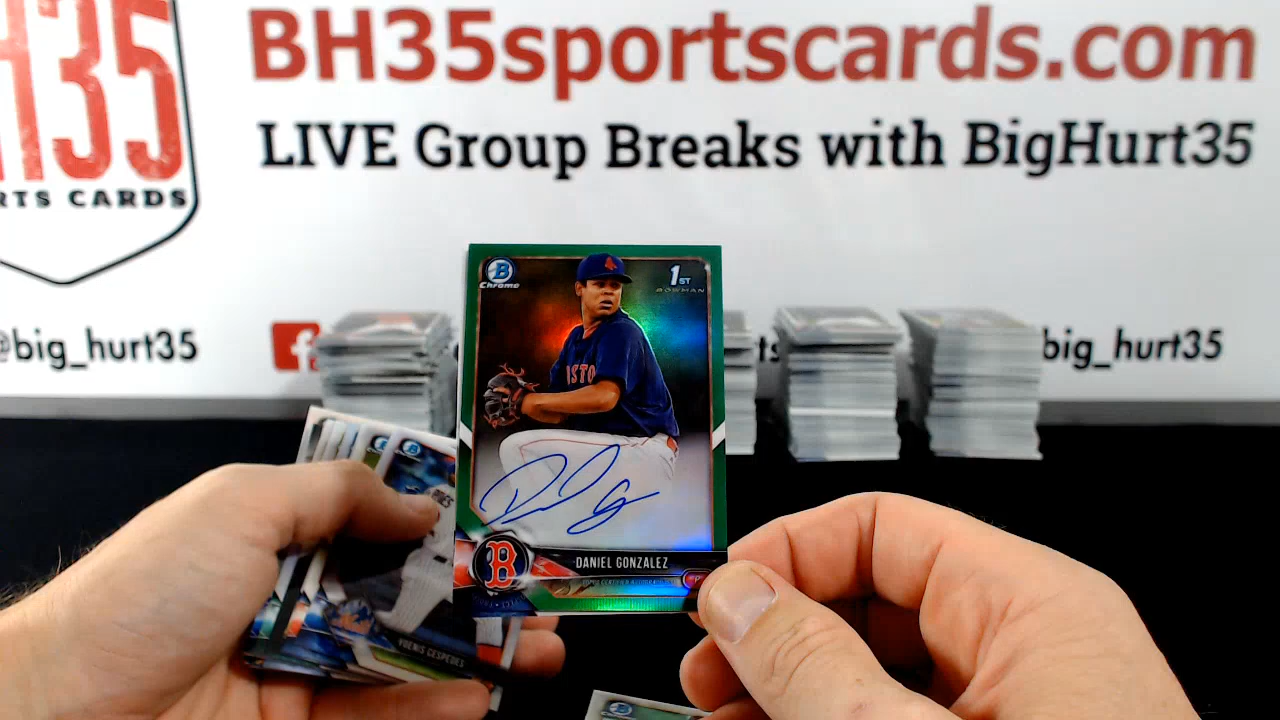 BH35sportscards.com
LIVE Group Breaks with BigHurt35
H35
RTS CARDS
@big_hurt35
f
big_hurt35
B
Chrome
1ST
BOWMAN
B
DANIEL GONZALEZ
YOENIS CESPEDES